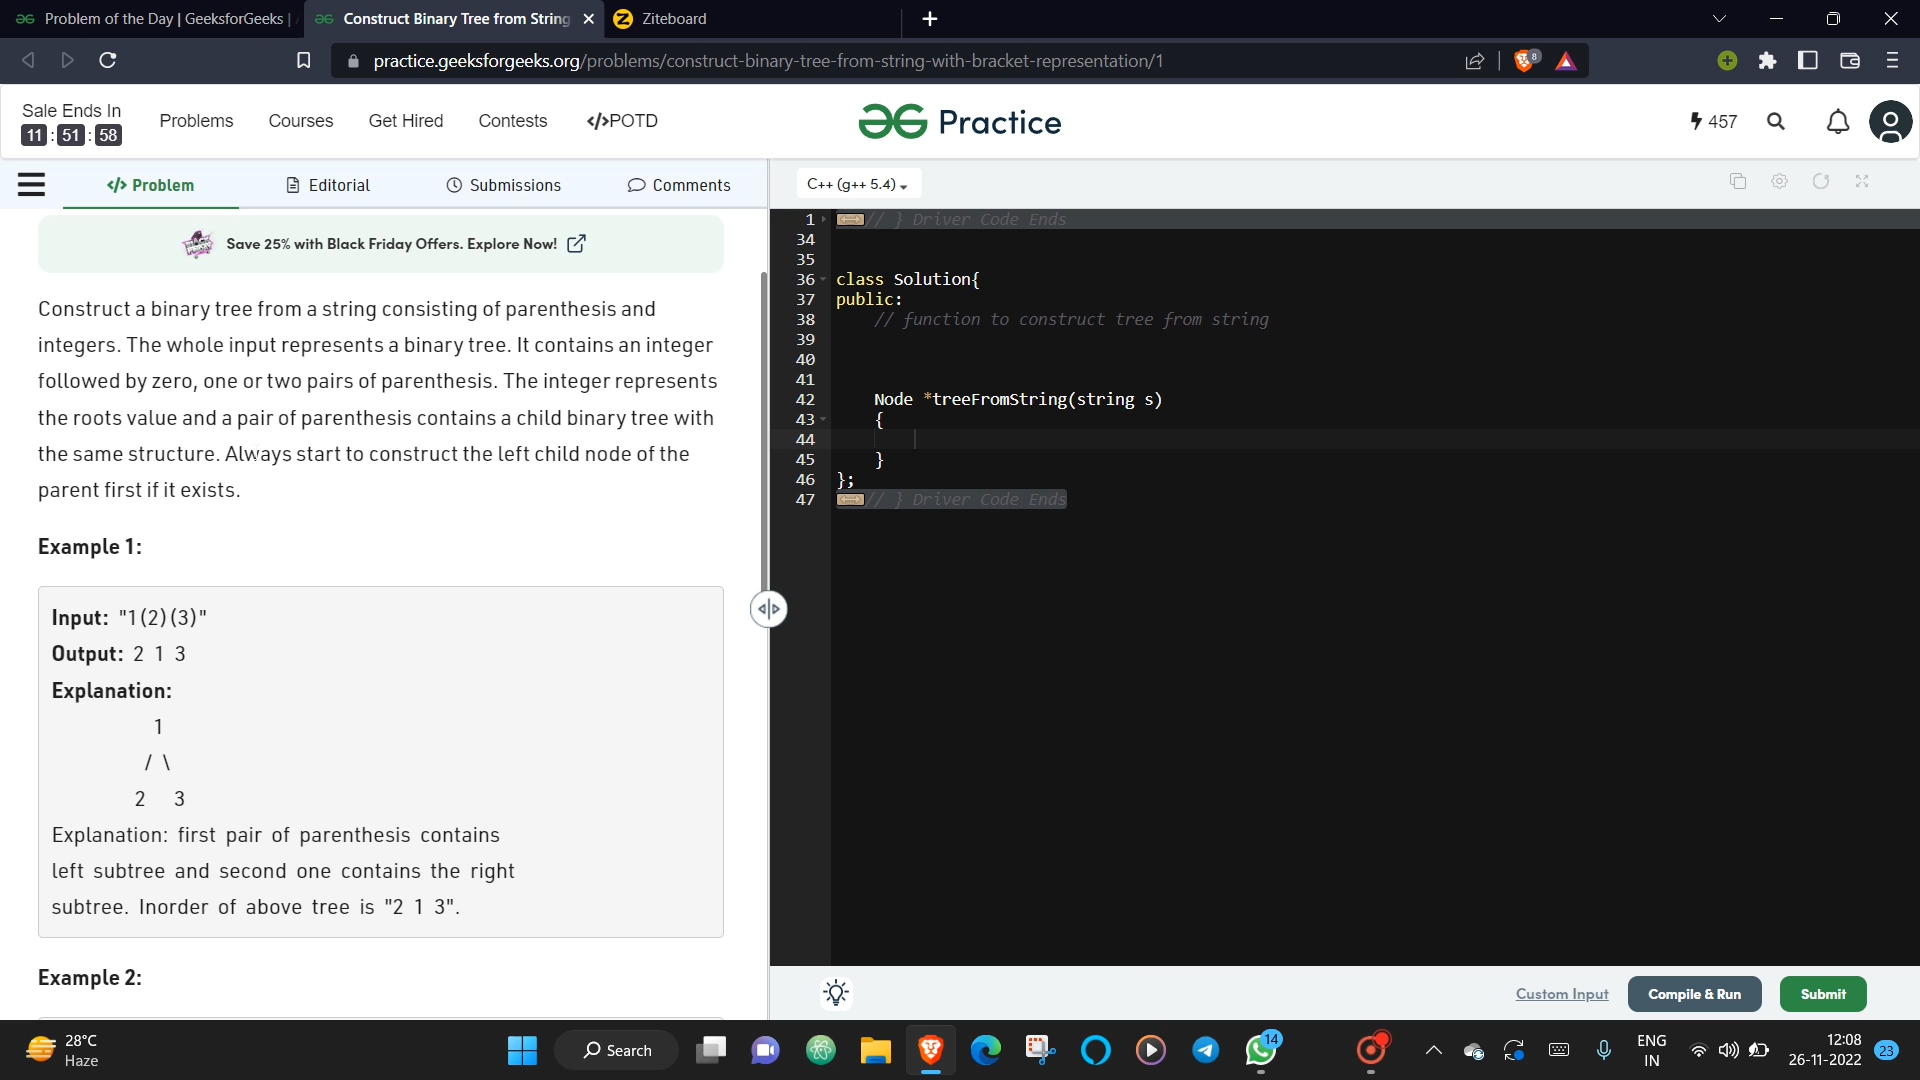 Problem of the Day | GeeksforGeeks |
Construct Binary Tree from String
Ziteboard
practice.geeksforgeeks.org/problems/construct-binary-tree-from-string-with-bracket-representation/1
8
Sale Ends In
11 : 51 : 58
Problems
Courses
Get Hired
Contests
</>POTD
Practice
457
</> Problem
Editorial
Submissions
Comments
C++ (g++ 5.4)
Save 25% with Black Friday Offers. Explore Now!
Construct a binary tree from a string consisting of parenthesis and
integers. The whole input represents a binary tree. It contains an integer
followed by zero, one or two pairs of parenthesis. The integer represents
the roots value and a pair of parenthesis contains a child binary tree with
the same structure. Always start to construct the left child node of the
parent first if it exists.
Example 1:
Input: "1(2)(3)"
Output: 2 1 3
Explanation:
1
/ \
2 3
Explanation: first pair of parenthesis contains
left subtree and second one contains the right
subtree. Inorder of above tree is "2 1 3".
Example 2:
1 // } Driver Code Ends
34
35
36 class Solution{
37 public:
38 // function to construct tree from string
39
40
41
42 Node *treeFromString(string s)
43 {
44
45 }
46 };
47 // } Driver Code Ends
Custom Input
Compile & Run
Submit
28°C
Haze
Search
14
ENG
IN
12:08
26-11-2022
23